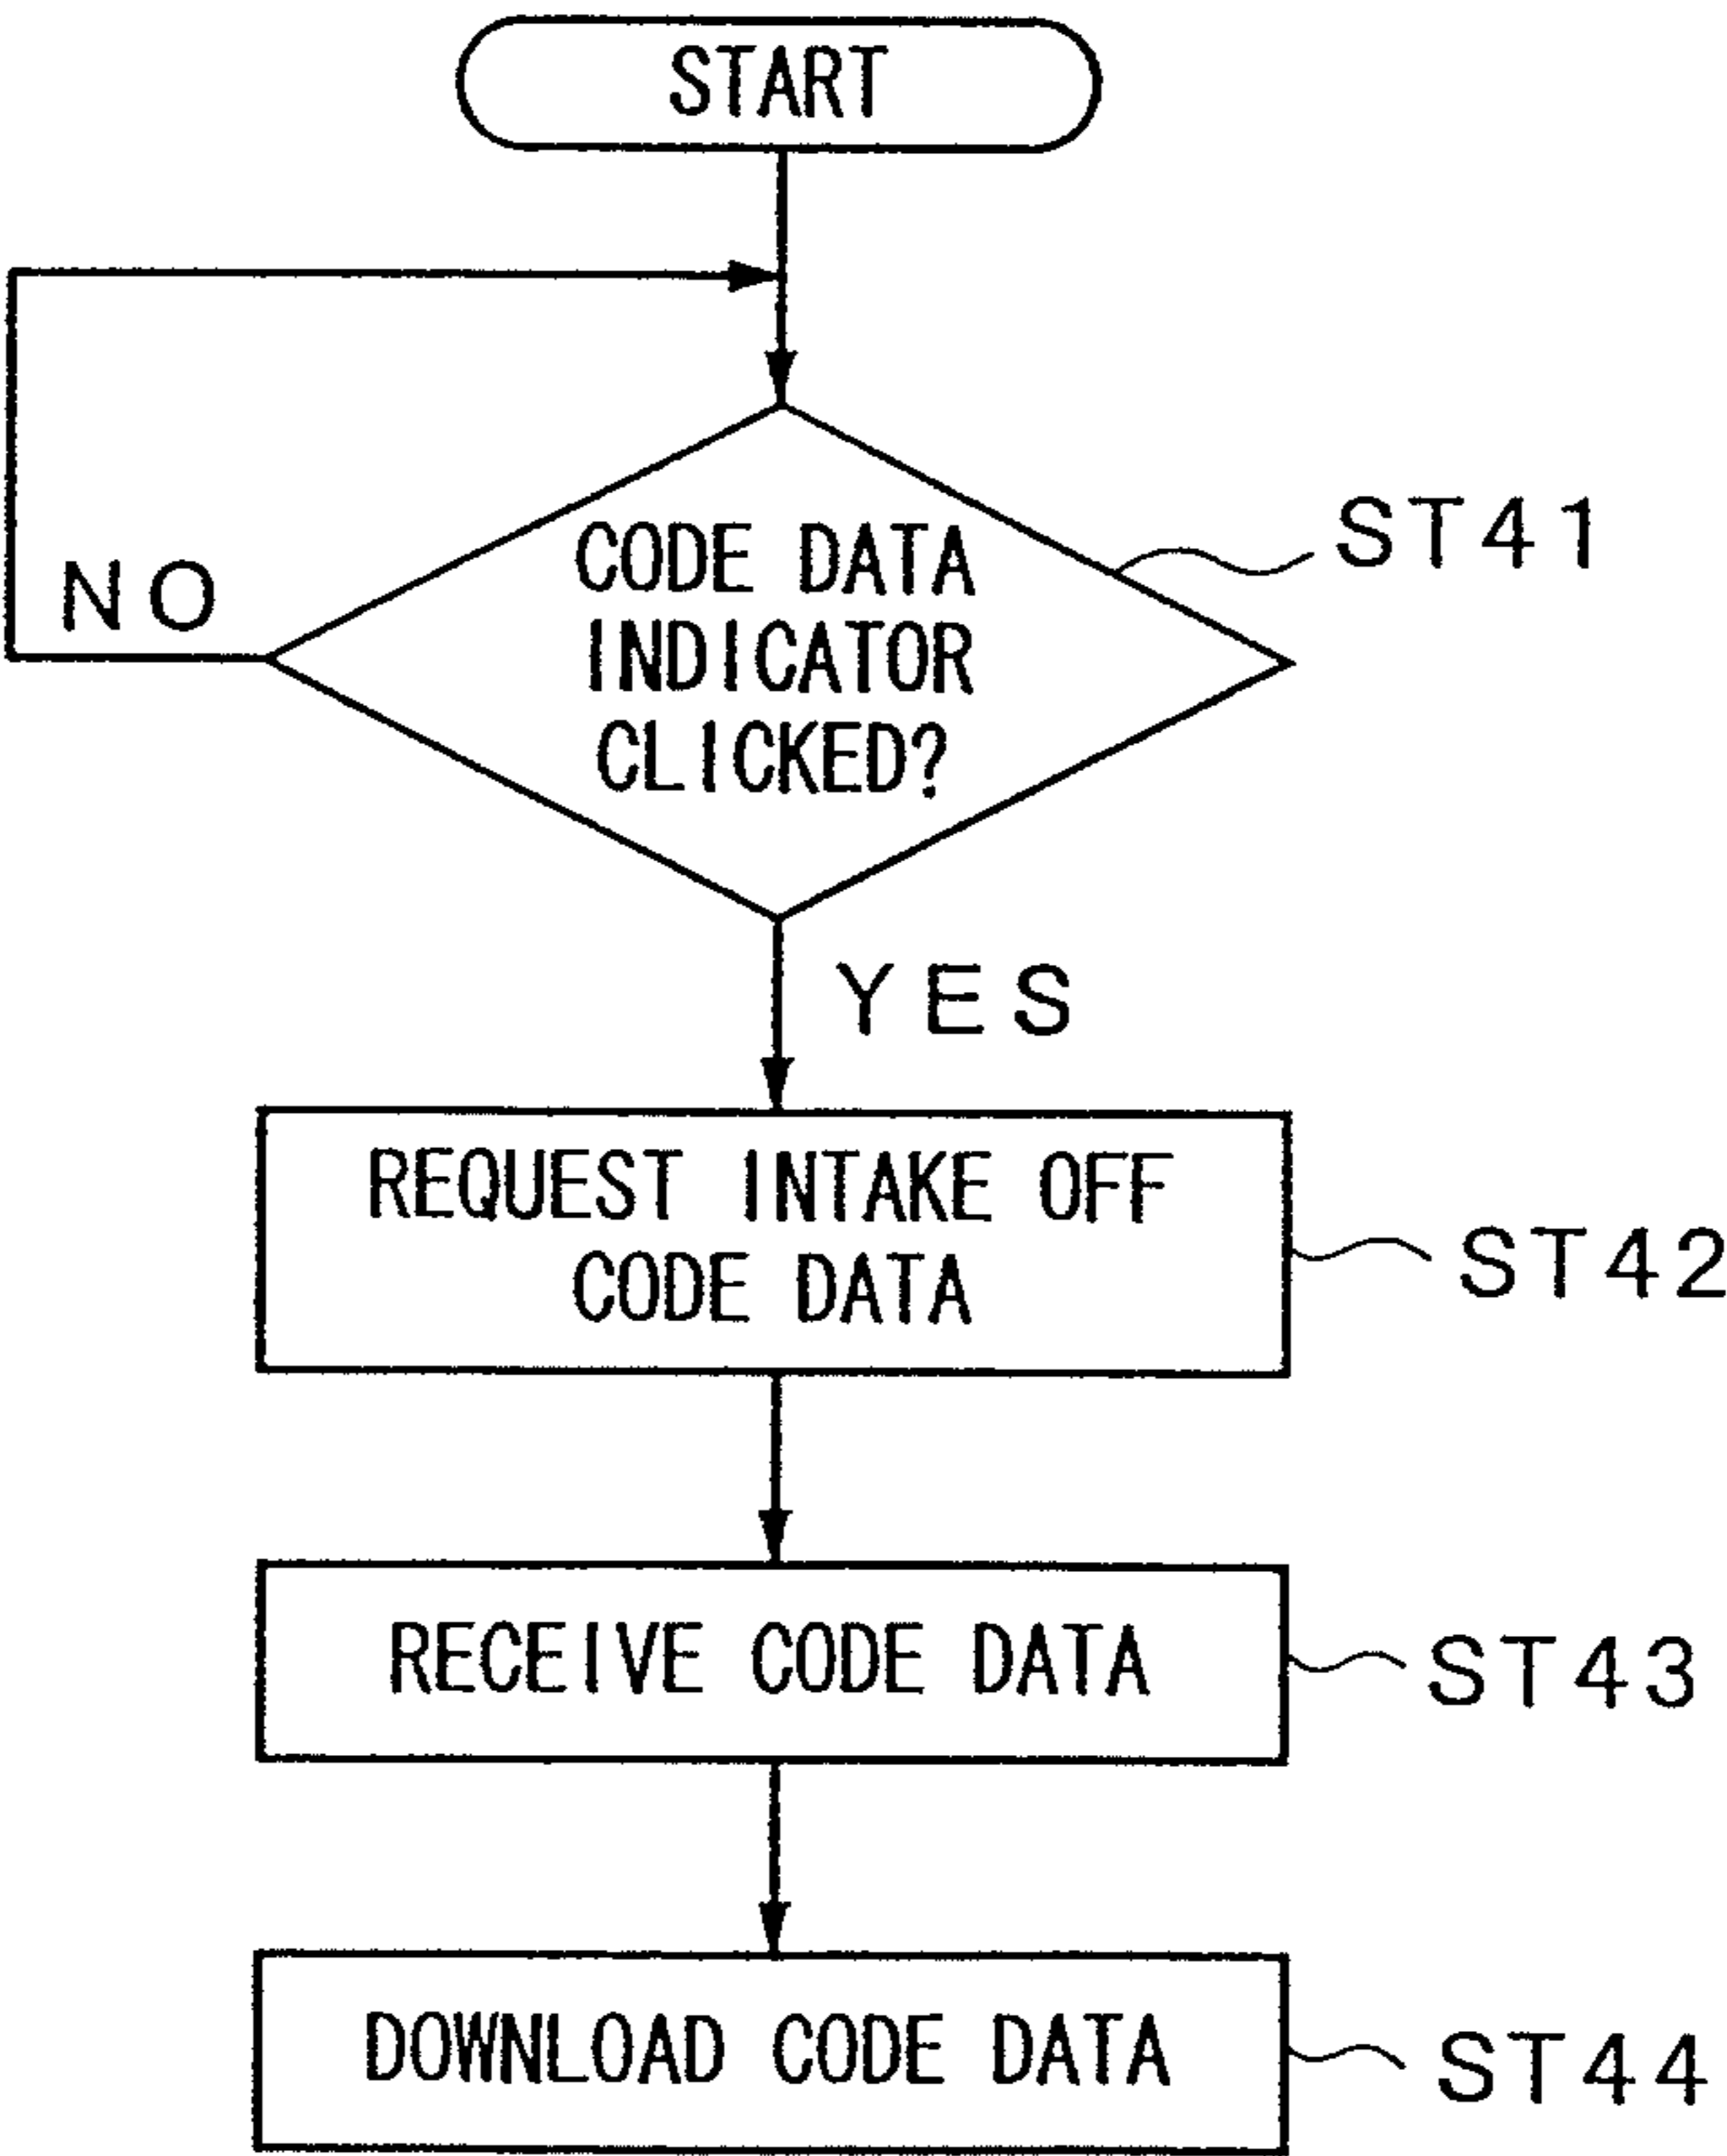 START
NO
CODE DATA
INDICATOR
CLICKED?
ST41
YES
REQUEST INTAKE OFF
CODE DATA
ST42
RECEIVE CODE DATA
ST43
DOWNLOAD CODE DATA
ST44